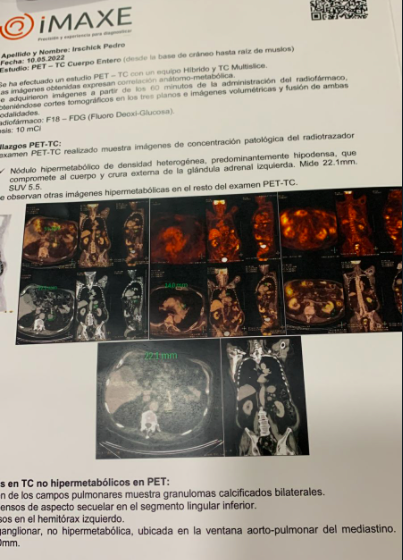 iMAXE
Precisión y experiencia para diagnosticar
Apellido y Nombre: Irschick Pedro
Fecha: 10.05.2022
Estudio: PET – TC Cuerpo Entero (desde la base de cráneo hasta raíz de muslos)
Se ha efectuado un estudio PET – TC con un equipo Híbrido y TC Multislice.
as imágenes obtenidas expresan correlación anátomo-metabólica.
e adquirieron imágenes a partir de los 60 minutos de la administración del radiofármaco,
obteniéndose cortes tomográficos en los tres planos e imágenes volumétricas y fusión de ambas
odalidades.
adiofármaco: F18 – FDG (Fluoro Deoxi-Glucosa)
osis: 10 mCi
llazgos PET-TC:
examen PET-TC realizado muestra imágenes de concentración patológica del radiotrazador
Nódulo hipermetabólico de densidad heterogénea, predominantemente hipodensa, que
compromete al cuerpo y crura externa de la glándula adrenal izquierda. Mide 22.1mm.
SUV 5.5.
e observan otras imágenes hipermetabólicas en el resto del examen PET-TC.
22.1mm
s en TC no hipermetabólicos en PET:
n de los campos pulmonares muestra granulomas calcificados bilaterales.
ensos de aspecto secuelar en el segmento lingular inferior.
sos en el hemitórax izquierdo.
ganglionar, no hipermetabólica, ubicada en la ventana aorto-pulmonar del mediastino.
0mm.